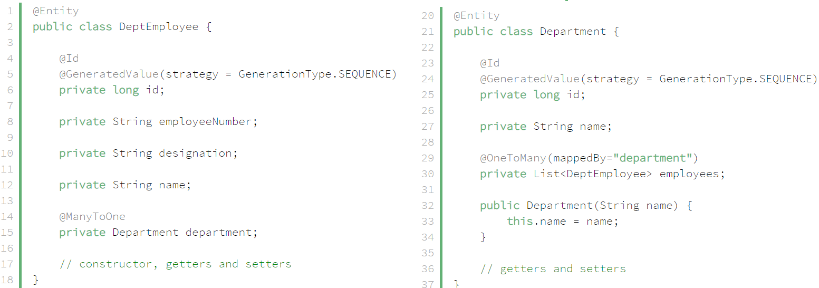 1 @Entity
2 public class DeptEmployee {
3
4 @Id
5 @GeneratedValue(strategy = GenerationType.SEQUENCE)
6 private long id;
7
8 private String employeeNumber;
9
10 private String designation;
11
12 private String name;
13
14 @ManyToOne
15 private Department department;
16
17 // constructor, getters and setters
18 }
20 @Entity
21 public class Department {
22
23 @Id
24 @GeneratedValue(strategy = GenerationType.SEQUENCE)
25 private long id;
26
27 private String name;
28
29 @OneToMany(mappedBy="department")
30 private List<DeptEmployee> employees;
31
32 public Department(String name) {
33 this.name = name;
34 }
35
36 // getters and setters
37 }